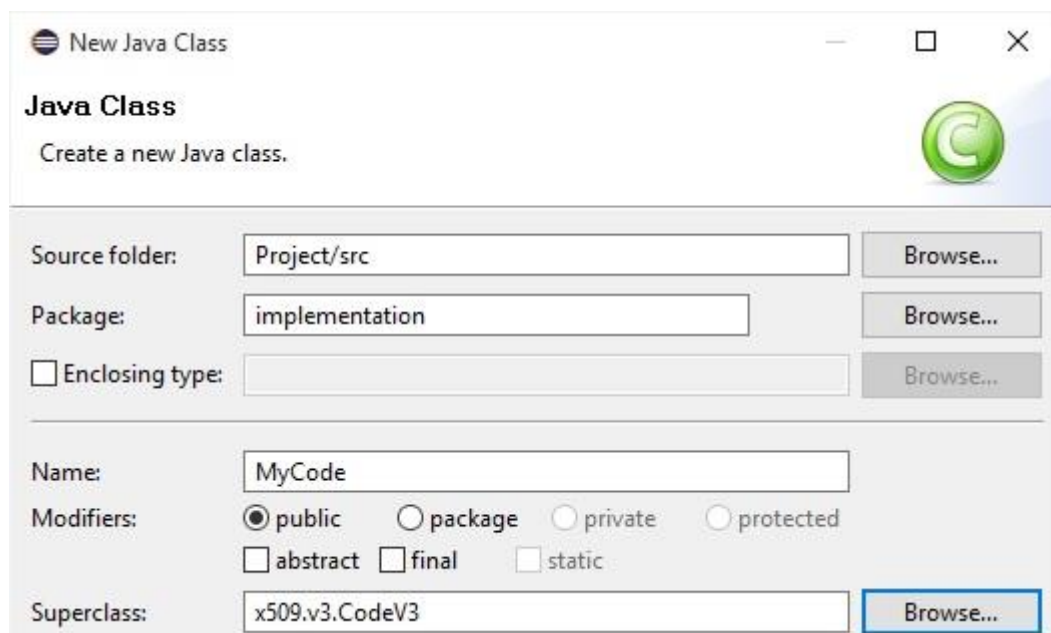 New Java Class
Java Class
Create a new Java class.
C
Source folder: Project/src Browse...
Package: implementation Browse...
Enclosing type: Browse...
Name: MyCode
Modifiers: public package private protected
abstract final static
Superclass: x509.v3.CodeV3 Browse...